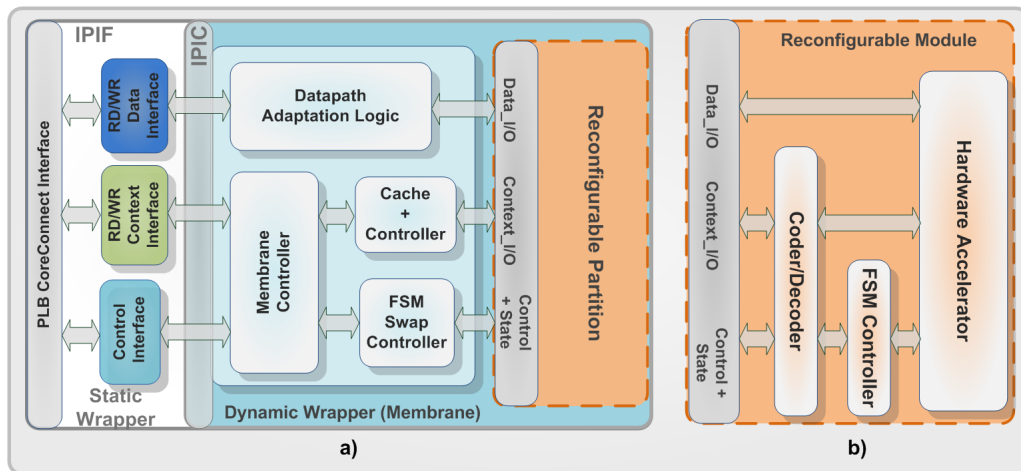 IPIF
IPIC
PLB CoreConnect Interface
RD/WR
Data
Interface
RD/WR
Context
Interface
Control
Interface
Static
Wrapper
Datapath
Adaptation Logic
Membrane
Controller
Cache
+
Controller
FSM
Swap
Controller
Dynamic Wrapper (Membrane)
Data_I/O
Context_I/O
Control
+ State
Reconfigurable Partition
a)
Reconfigurable Module
Data_I/O
Context_I/O
Control +
State
Coder/Decoder
FSM Controller
Hardware Accelerator
b)